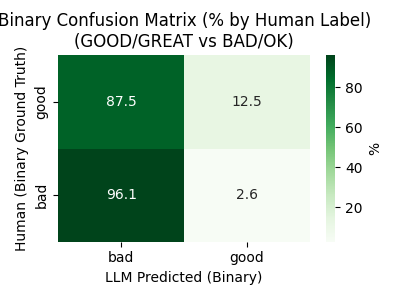 Binary Confusion Matrix (% by Human Label)
(GOOD/GREAT vs BAD/OK)
Human (Binary Ground Truth)
good
bad
87.5 12.5
96.1 2.6
bad good
LLM Predicted (Binary)
80
60
40
20
%